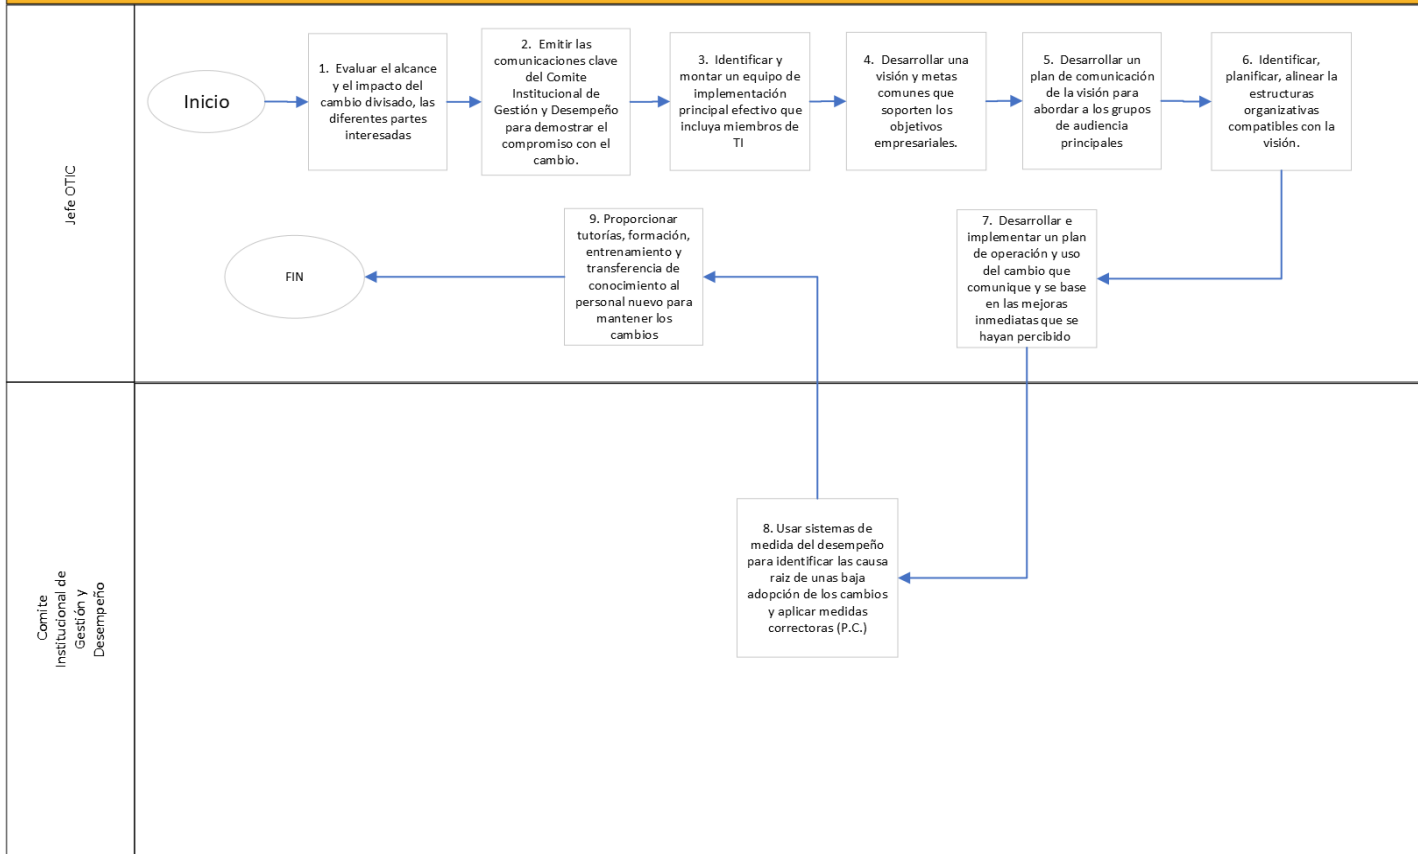 Jefe OTIC
Inicio
1. Evaluar el alcance
y el impacto del
cambio divisado, las
diferentes partes
interesadas
2. Emitir las
comunicaciones clave
del Comite
Institucional de
Gestión y Desempeño
para demostrar el
compromiso con el
cambio.
3. Identificar y
montar un equipo de
implementación
principal efectivo que
incluya miembros de
TI
4. Desarrollar una
visión y metas
comunes que
soporten los
objetivos
empresariales.
5. Desarrollar un
plan de comunicación
de la visión para
abordar a los grupos
de audiencia
principales
6. Identificar,
planificar, alinear la
estructuras
organizativas
compatibles con la
visión.
7. Desarrollar e
implementar un plan
de operación y uso
del cambio que
comunique y se base
en las mejoras
inmediatas que se
hayan percibido
9. Proporcionar
tutorías, formación,
entrenamiento y
transferencia de
conocimiento al
personal nuevo para
mantener los
cambios
FIN
Comite
Institucional de
Gestión y
Desempeño
8. Usar sistemas de
medida del desempeño
para identificar las causa
raiz de unas baja
adopción de los cambios
y aplicar medidas
correctoras (P.C.)